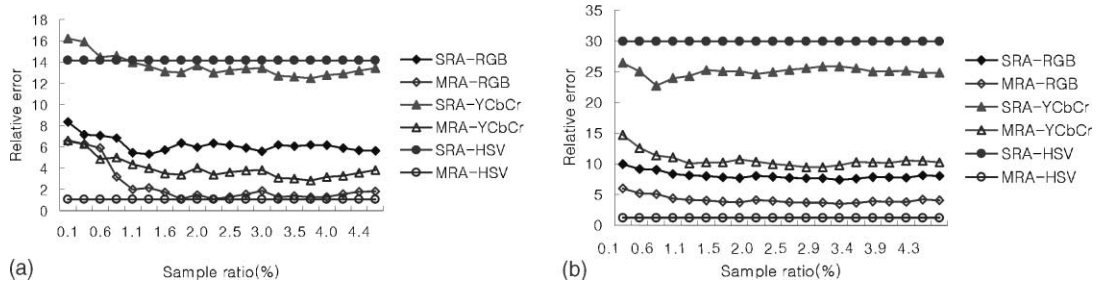 (a)
Relative error
18
16
14
12
10
8
6
4
2
0
0.1 0.6 1.1 1.6 2.0 2.5 3.0 3.5 4.0 4.4
Sample ratio(%)
SRA-RGB
MRA-RGB
SRA-YCbCr
MRA-YCbCr
SRA-HSV
MRA-HSV
(b)
Relative error
35
30
25
20
15
10
5
0
0.1 0.6 1.1 1.5 2.0 2.5 2.9 3.4 3.9 4.3
Sample ratio(%)
SRA-RGB
MRA-RGB
SRA-YCbCr
MRA-YCbCr
SRA-HSV
MRA-HSV